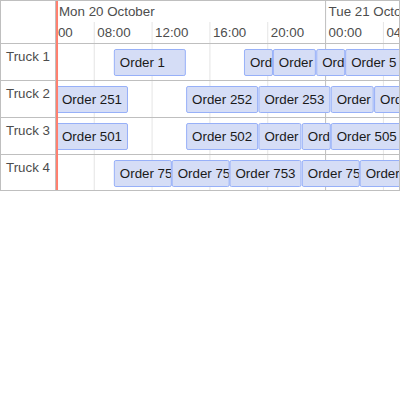 Mon 20 October Tue 21 Octo
00 08:00 12:00 16:00 20:00 00:00 04
Truck 1 Order 1 Ord Order Ord Order 5
Truck 2 Order 251 Order 252 Order 253 Order Ord
Truck 3 Order 501 Order 502 Order Ord Order 505
Truck 4 Order 75 Order 75 Order 753 Order 75 Order